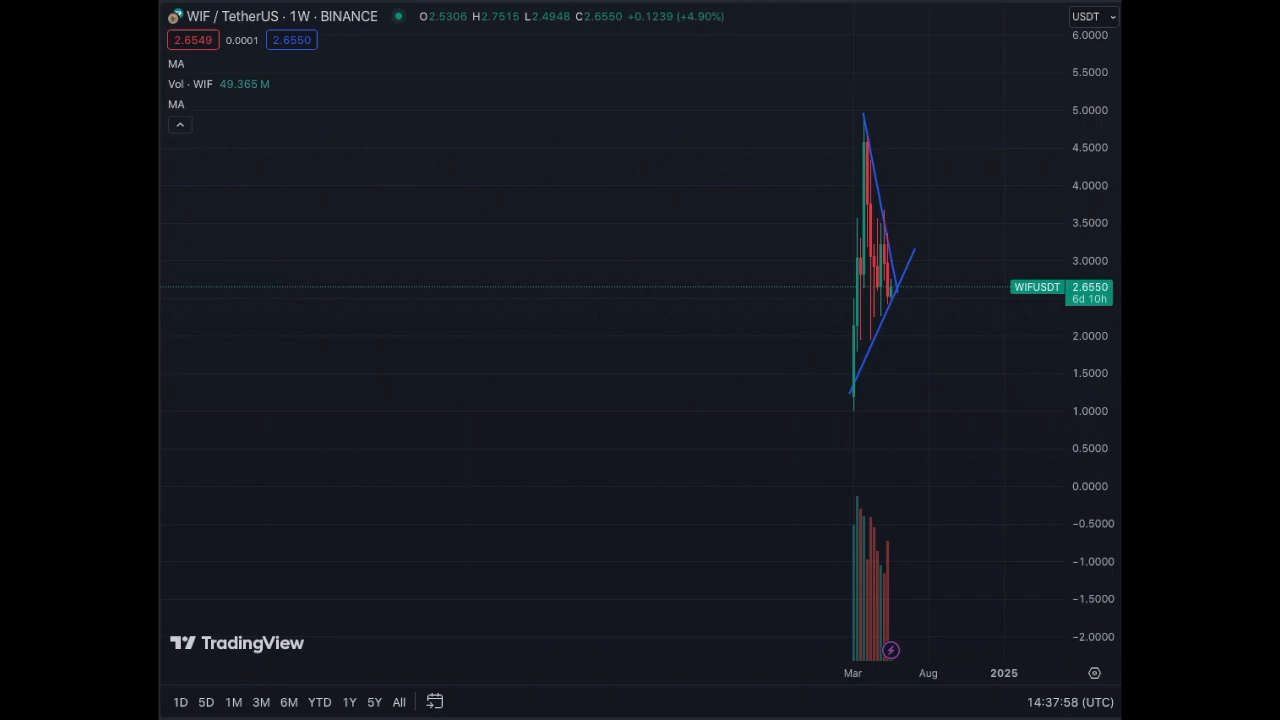 WIF / TetherUS · 1W · BINANCE O2.5306 H2.7515 L2.4948 C2.6550 +0.1239 (+4.90%) USDT
2.6549 0.0001 2.6550
MA
Vol · WIF 49.365 M
MA
6.0000
5.5000
5.0000
4.5000
4.0000
3.5000
3.0000
WIFUSDT 2.6550
6d 10h
2.0000
1.5000
1.0000
0.5000
0.0000
−0.5000
−1.0000
−1.5000
−2.0000
TradingView
Mar Aug 2025
1D 5D 1M 3M 6M YTD 1Y 5Y All 14:37:58 (UTC)